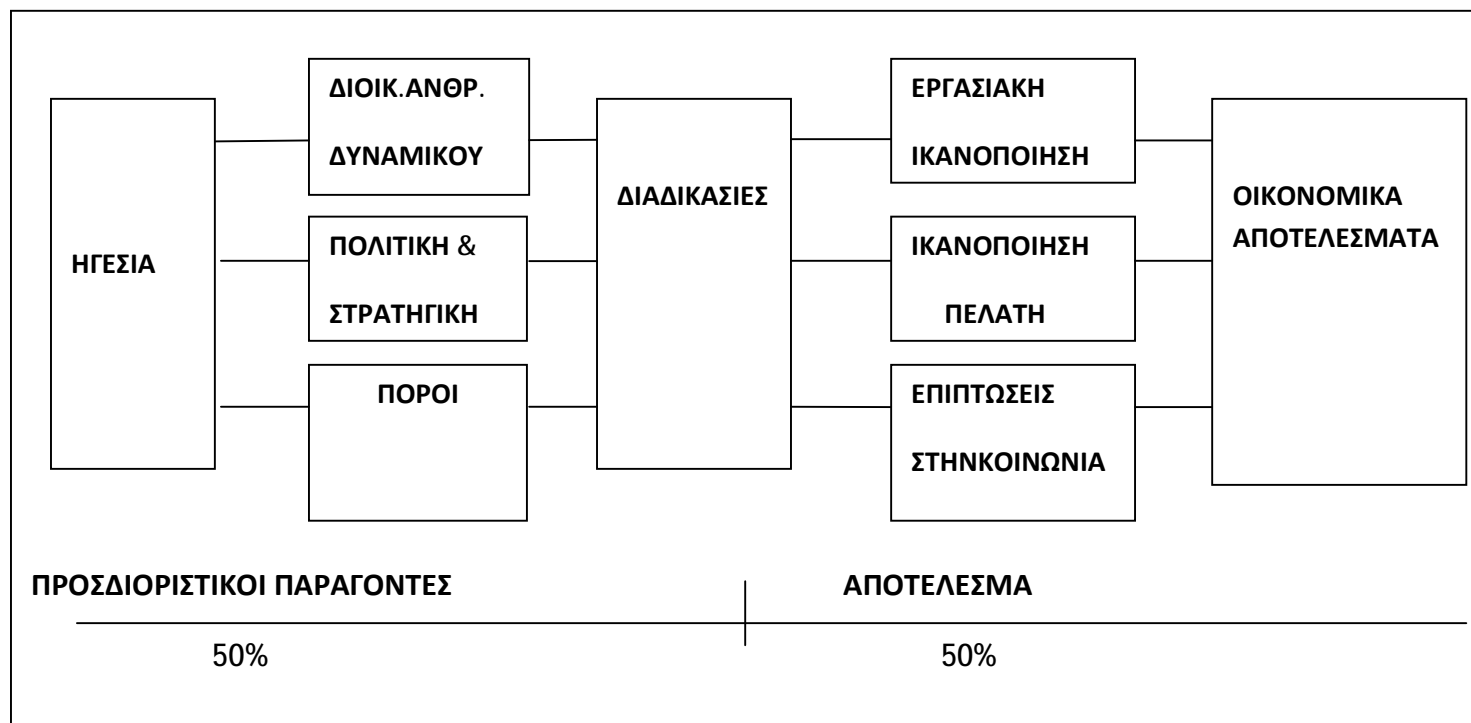 ΗΓΕΣΙΑ
ΔΙΟΙΚ.ΑΝΘΡ.
ΔΥΝΑΜΙΚΟΥ
ΠΟΛΙΤΙΚΗ &
ΣΤΡΑΤΗΓΙΚΗ
ΠΟΡΟΙ
ΔΙΑΔΙΚΑΣΙΕΣ
ΕΡΓΑΣΙΑΚΗ
ΙΚΑΝΟΠΟΙΗΣΗ
ΙΚΑΝΟΠΟΙΗΣΗ
ΠΕΛΑΤΗ
ΕΠΙΠΤΩΣΕΙΣ
ΣΤΗΝΚΟΙΝΩΝΙΑ
ΟΙΚΟΝΟΜΙΚΑ
ΑΠΟΤΕΛΕΣΜΑΤΑ
ΠΡΟΣΔΙΟΡΙΣΤΙΚΟΙ ΠΑΡΑΓΟΝΤΕΣ
ΑΠΟΤΕΛΕΣΜΑ
50%
50%